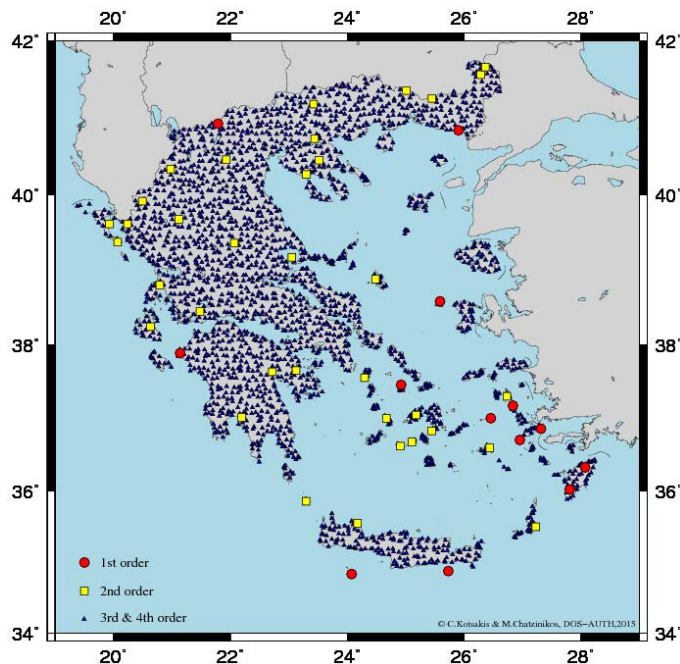 20° 22° 24° 26° 28°
42° 42°
40° 40°
38° 38°
36° 36°
1st order
2nd order
3rd & 4th order
© C.Kotsakis & M.Chatzinikos, DGS−AUTH,2015
34° 34°
20° 22° 24° 26° 28°